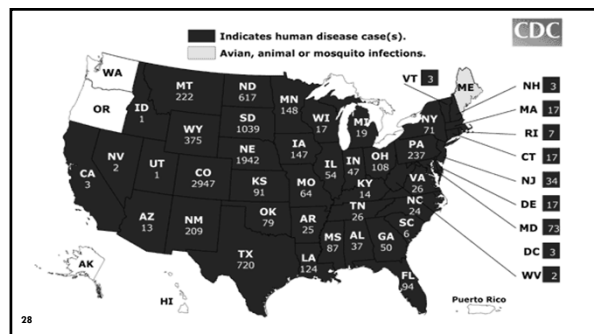 Indicates human disease case(s).
Avian, animal or mosquito infections.
CDC
WA
OR
MT
222
ID
1
WY
375
ND
617
SD
1039
NE
1942
MN
148
WI
17
MI
19
IA
147
IL
54
IN
47
OH
108
PA
237
NY
71
VT 3
ME
NH 3
MA 17
RI 7
CT 17
NJ 34
DE 17
MD 73
DC 3
WV 2
CA
3
NV
2
UT
1
CO
2947
KS
91
MO
64
KY
14
VA
26
NC
24
TN
26
SC
6
AZ
13
NM
209
OK
79
AR
25
MS
87
AL
37
GA
50
TX
720
LA
124
FL
94
AK
HI
Puerto Rico
28